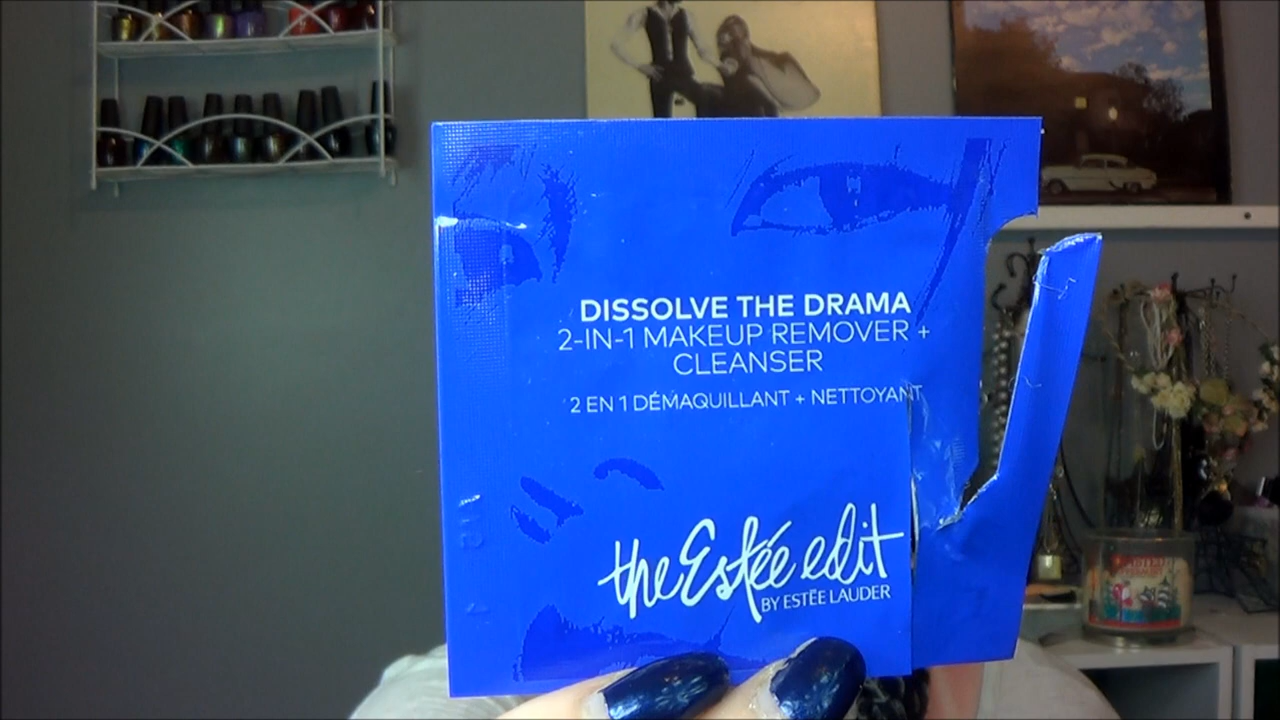 DISSOLVE THE DRAMA
2-IN-1 MAKEUP REMOVER +
CLEANSER
2 EN 1 DÉMAQUILLANT + NETTOYANT
the Estée edit
BY ESTĒE LAUDER